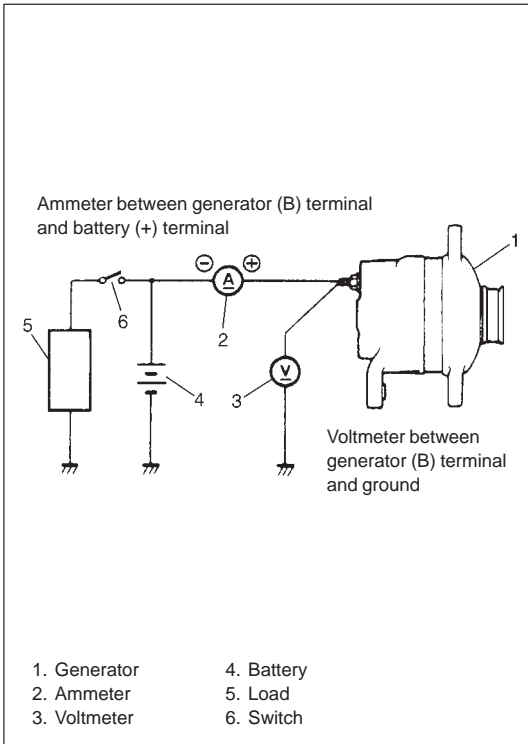 Ammeter between generator (B) terminal
and battery (+) terminal
1
⊖ A ⊕
6
2
5
4
3
V
Voltmeter between
generator (B) terminal
and ground
1. Generator
2. Ammeter
3. Voltmeter
4. Battery
5. Load
6. Switch